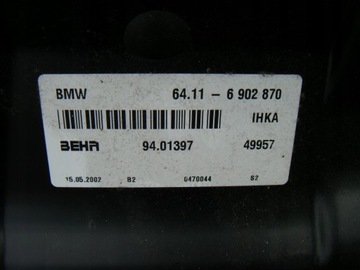 BMW 64.11 - 6 902 870
IHKA
BEHR 94.01397 49957
15.05.2002 B2 0470044 S2